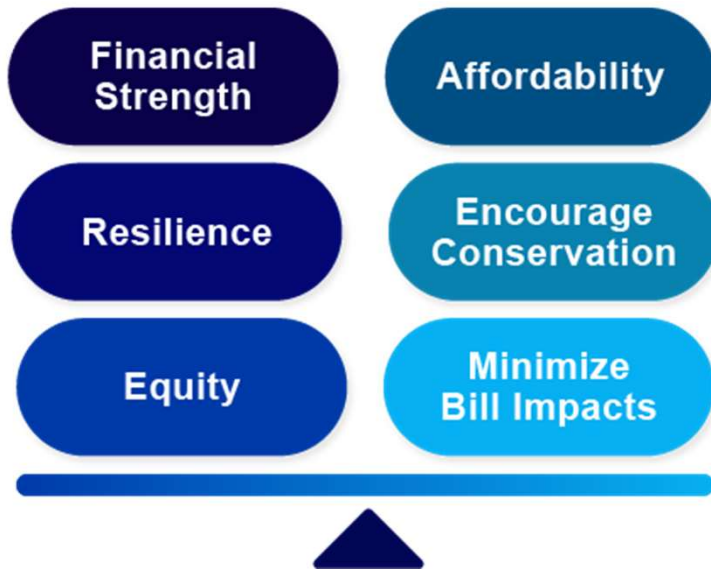 Financial
Strength
Affordability
Resilience
Encourage
Conservation
Equity
Minimize
Bill Impacts